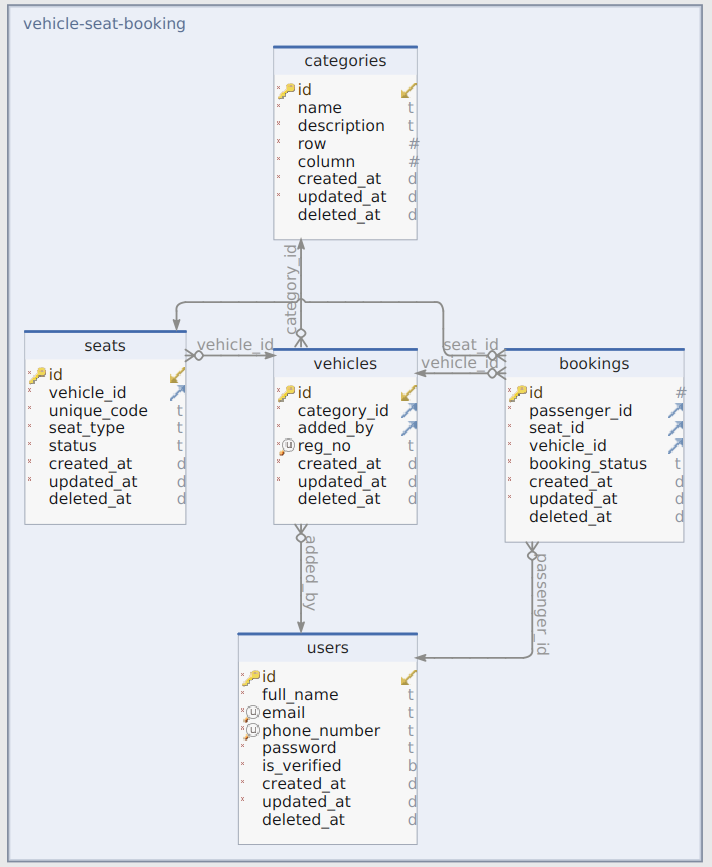 vehicle-seat-booking
categories
id
name t
description t
row #
column #
created_at d
updated_at d
deleted_at d
category_id
seats
id
vehicle_id
unique_code t
seat_type t
status t
created_at d
updated_at d
deleted_at d
vehicle_id
vehicles
id
category_id
added_by
u reg_no t
created_at d
updated_at d
deleted_at d
seat_id
vehicle_id
bookings
id #
passenger_id
seat_id
vehicle_id
booking_status t
created_at d
updated_at d
deleted_at d
added_by
passenger_id
users
id
full_name t
u email t
u phone_number t
password t
is_verified b
created_at d
updated_at d
deleted_at d